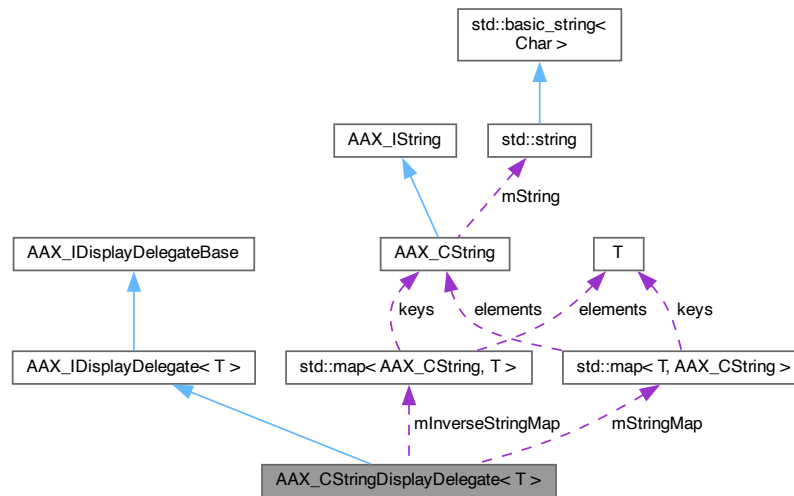 std::basic_string<
Char >
AAX_IString
std::string
mString
AAX_IDisplayDelegateBase
AAX_CString
T
keys
elements
elements
keys
AAX_IDisplayDelegate< T >
std::map< AAX_CString, T >
std::map< T, AAX_CString >
mInverseStringMap
mStringMap
AAX_CStringDisplayDelegate< T >